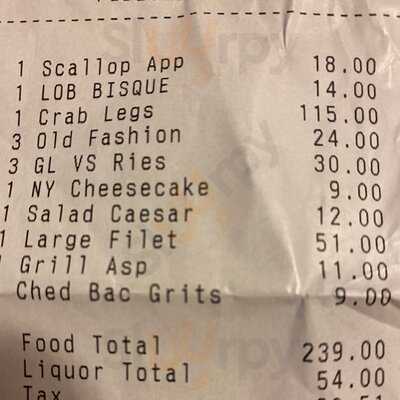 1 Scallop App 18.00
1 LOB BISQUE 14.00
1 Crab Legs 115.00
3 Old Fashion 24.00
3 GL VS Ries 30.00
1 NY Cheesecake 9.00
1 Salad Caesar 12.00
1 Large Filet 51.00
Grill Asp 11.00
Ched Bac Grits 9.00
Food Total 239.00
Liquor Total 54.00
Tax